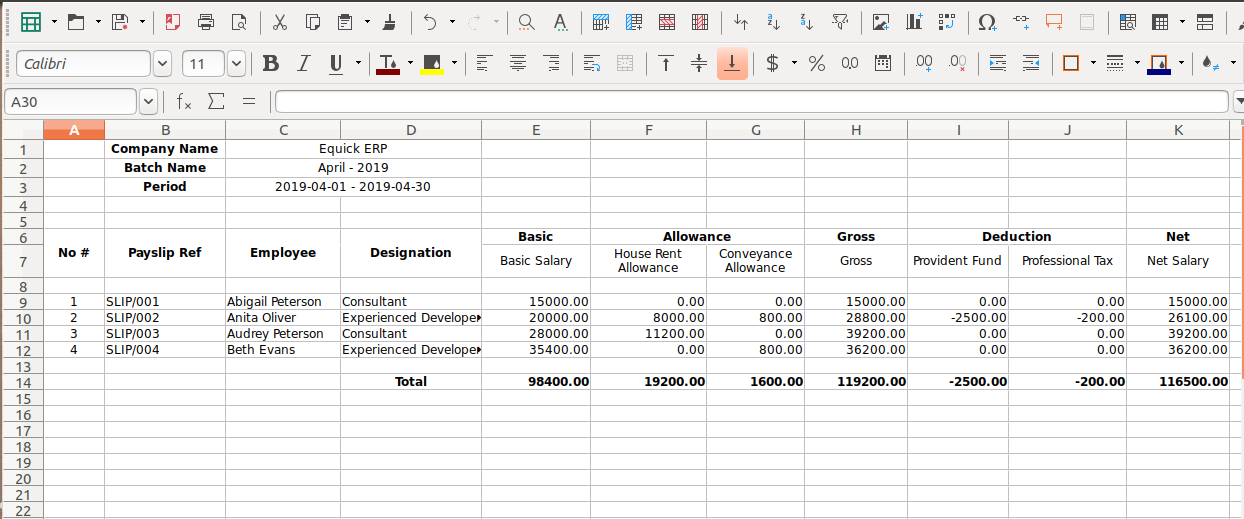 Calibri 11
A30
A B C D E F G H I J K
1 Company Name Equick ERP
2 Batch Name April - 2019
3 Period 2019-04-01 - 2019-04-30
4
5
6 Basic Allowance Gross Deduction Net
No # Payslip Ref Employee Designation
7 Basic Salary House Rent Allowance Conveyance Allowance Gross Provident Fund Professional Tax Net Salary
8
9 1 SLIP/001 Abigail Peterson Consultant 15000.00 0.00 0.00 15000.00 0.00 0.00 15000.00
10 2 SLIP/002 Anita Oliver Experienced Develope 20000.00 8000.00 800.00 28800.00 -2500.00 -200.00 26100.00
11 3 SLIP/003 Audrey Peterson Consultant 28000.00 11200.00 0.00 39200.00 0.00 0.00 39200.00
12 4 SLIP/004 Beth Evans Experienced Develope 35400.00 0.00 800.00 36200.00 0.00 0.00 36200.00
13
14 Total 98400.00 19200.00 1600.00 119200.00 -2500.00 -200.00 116500.00
15
16
17
18
19
20
21
22